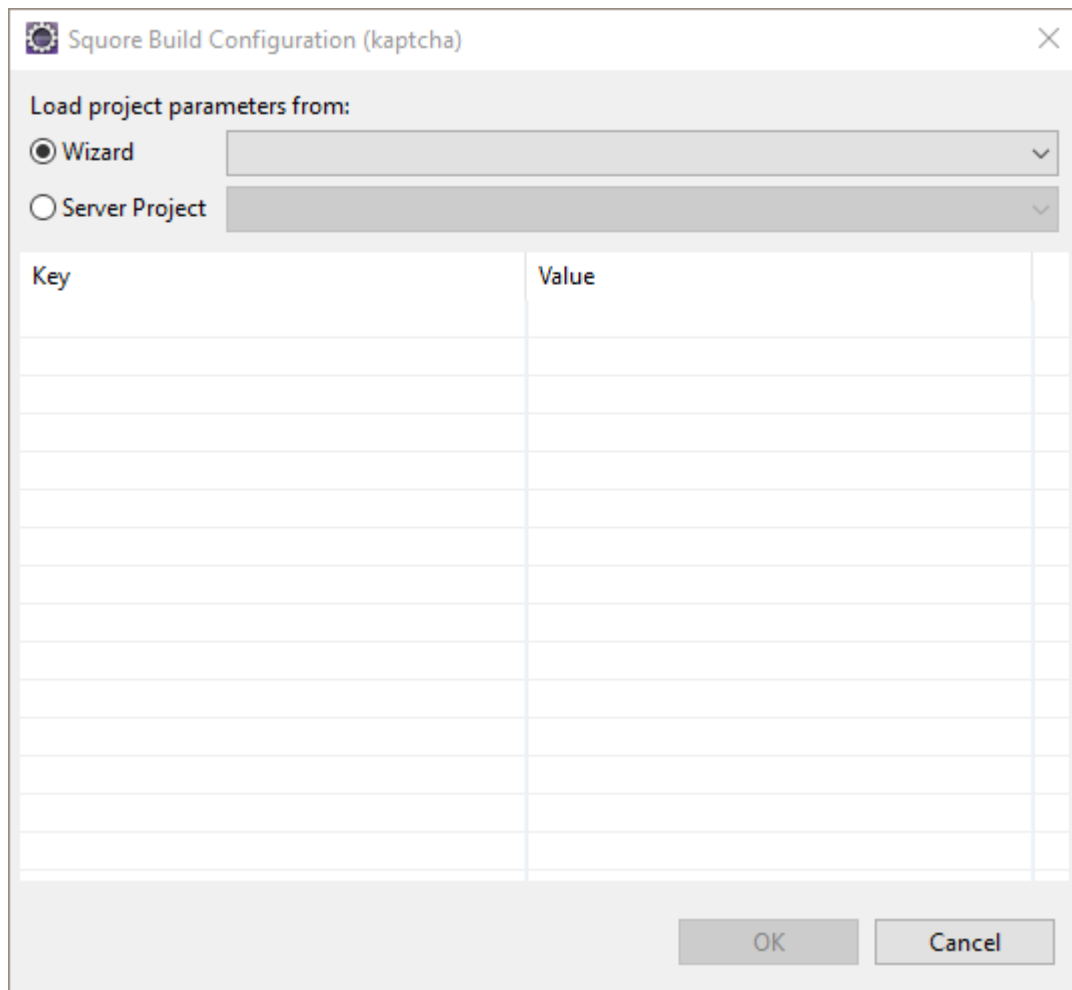 Squore Build Configuration (kaptcha)
Load project parameters from:
Wizard
Server Project
Key Value
OK Cancel